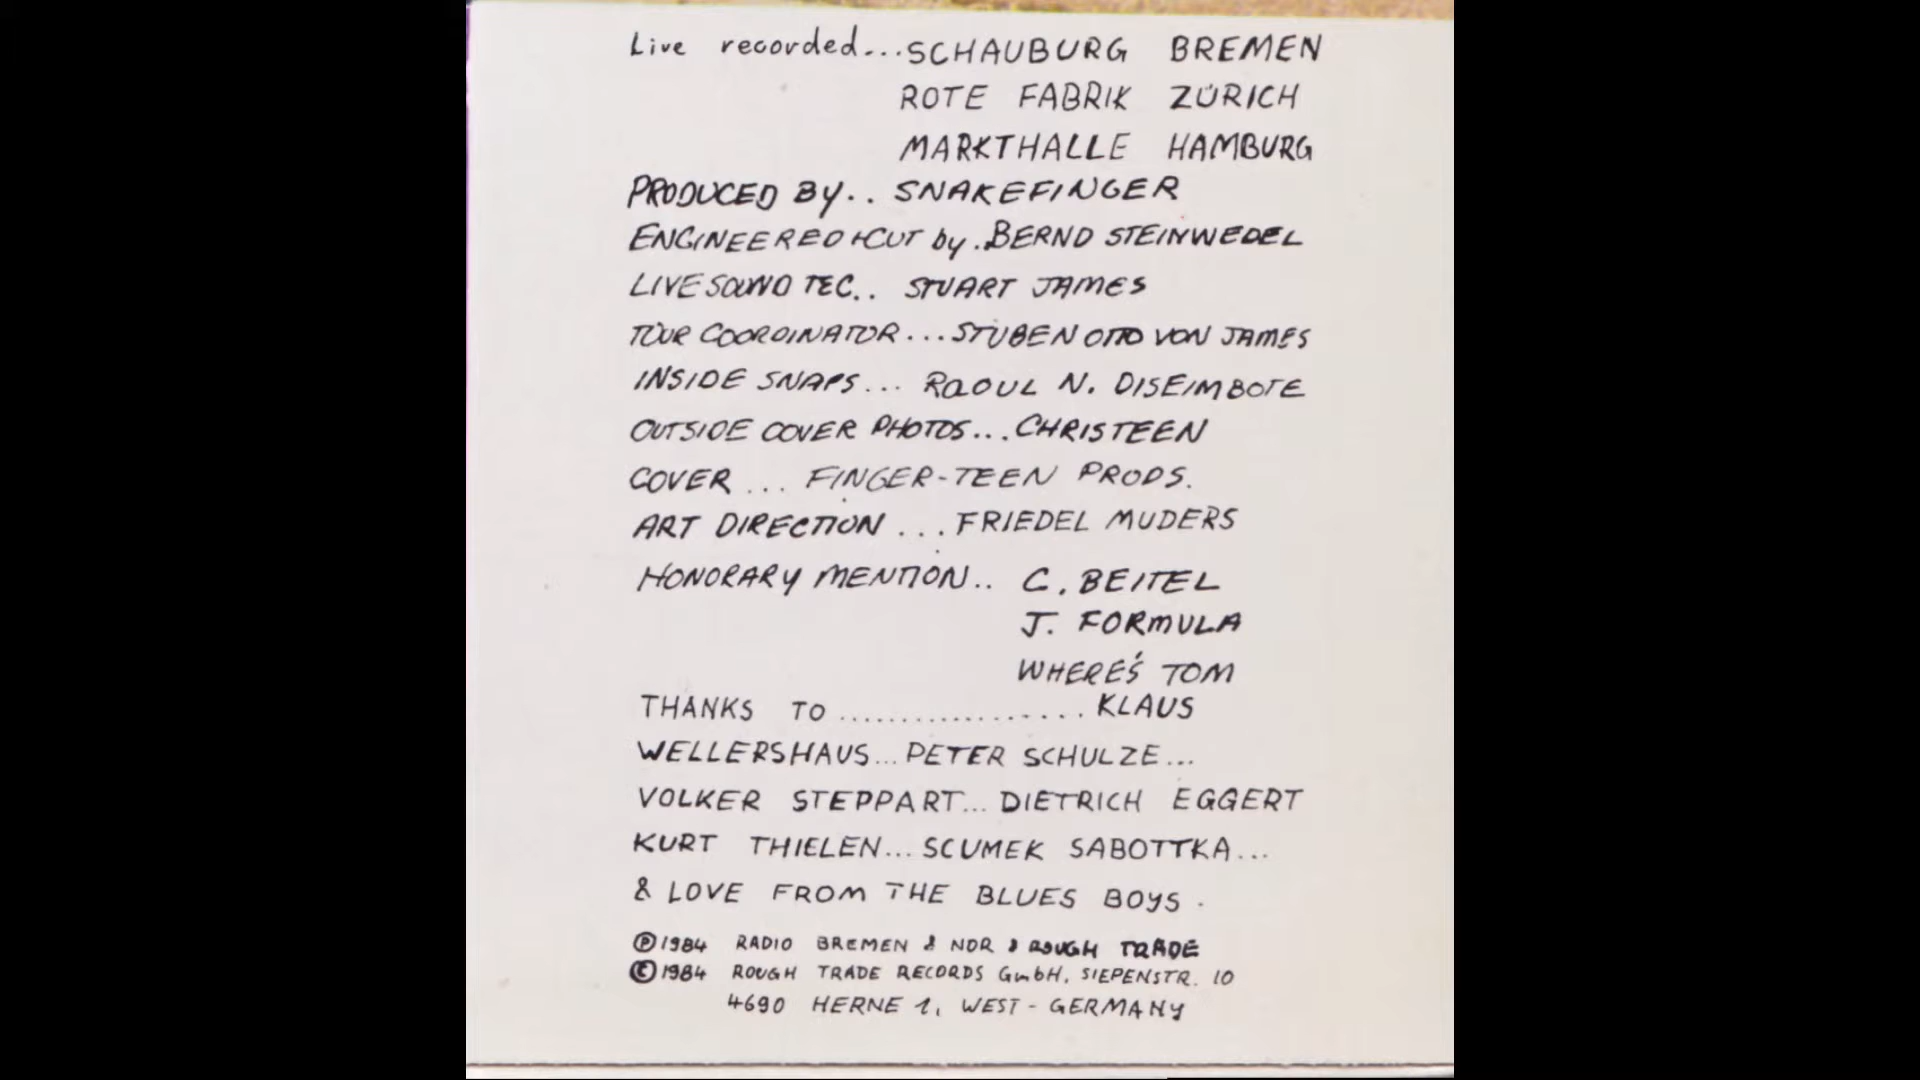 Live recorded...SCHAUBURG BREMEN
ROTE FABRIK ZÜRICH
MARKTHALLE HAMBURG
PRODUCED BY.. SNAKEFINGER
ENGINEERED+CUT by.BERND STEINWEDEL
LIVE SOUND TEC.. STUART JAMES
TOUR COORDINATOR...STUBEN OTTO VON JAMES
INSIDE SNAPS... RAOUL N. DISEIMBOTE
OUTSIDE COVER PHOTOS...CHRISTEEN
COVER ... FINGER-TEEN PRODS.
ART DIRECTION ...FRIEDEL MUDERS
HONORARY MENTION.. C. BEITEL
J. FORMULA
WHERE'S TOM
THANKS TO ................... KLAUS
WELLERSHAUS...PETER SCHULZE...
VOLKER STEPPART...DIETRICH EGGERT
KURT THIELEN...SCUMEK SABOTTKA...
& LOVE FROM THE BLUES BOYS.
℗1984 RADIO BREMEN & NDR & ROUGH TRADE
©1984 ROUGH TRADE RECORDS GmbH, SIEPENSTR. 10
4690 HERNE 1, WEST-GERMANY